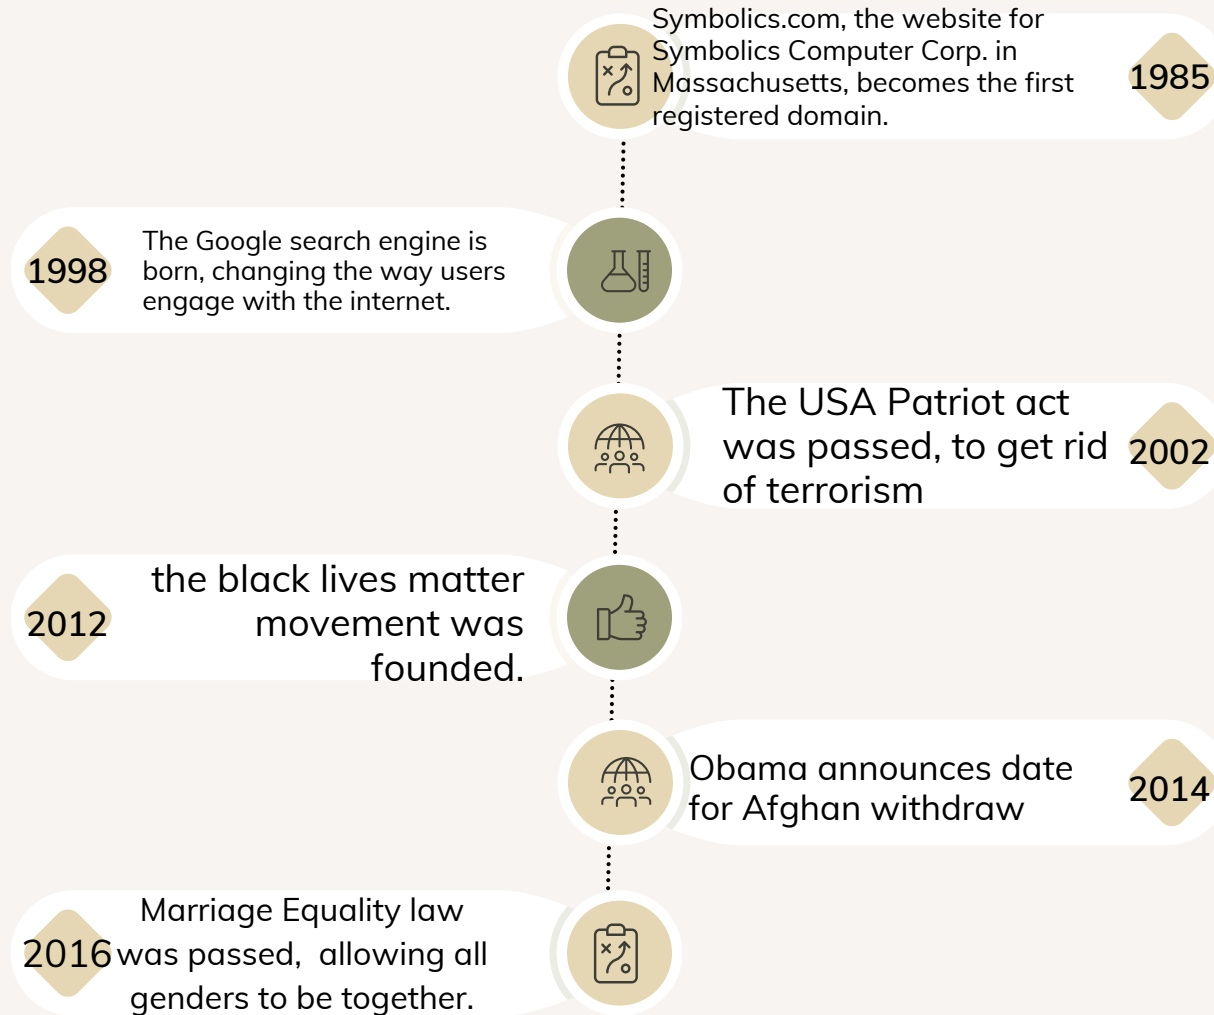 Symbolics.com, the website for
Symbolics Computer Corp. in
Massachusetts, becomes the first
registered domain.
1985
1998
The Google search engine is
born, changing the way users
engage with the internet.
The USA Patriot act
was passed, to get rid
of terrorism
2002
2012
the black lives matter
movement was
founded.
Obama announces date
for Afghan withdraw
2014
2016
Marriage Equality law
was passed, allowing all
genders to be together.